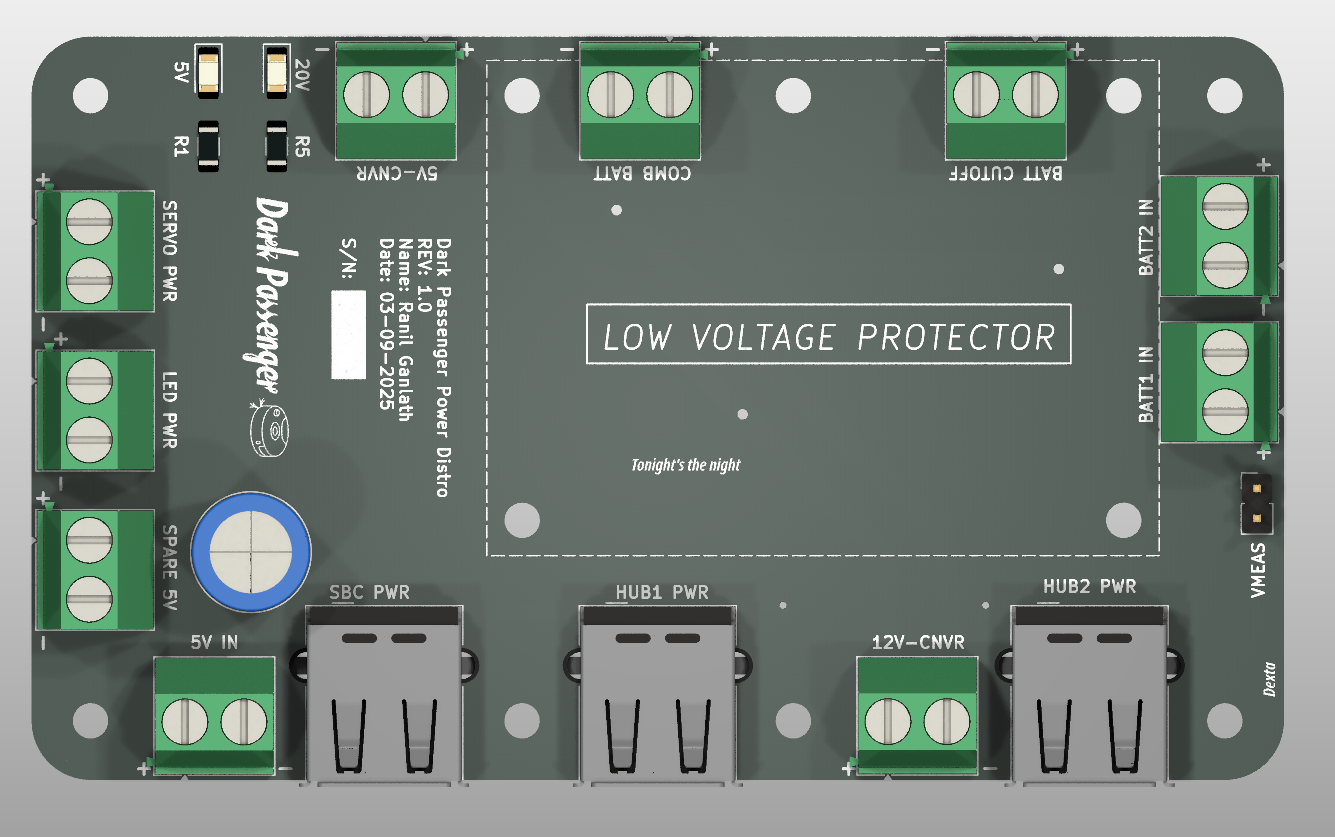 5V
20V
R1
R5
5V-CNVR
COMB BATT
BATT CUTOFF
SERVO PWR
LED PWR
SPARE 5V
Dark Passenger
Dark Passenger Power Distro
REV: 1.0
Name: Ranil Ganlath
Date: 03-09-2025
S/N:
LOW VOLTAGE PROTECTOR
Tonight's the night
BATT2 IN
BATT1 IN
VMEAS
SBC PWR
HUB1 PWR
HUB2 PWR
5V IN
12V-CNVR
Dexta